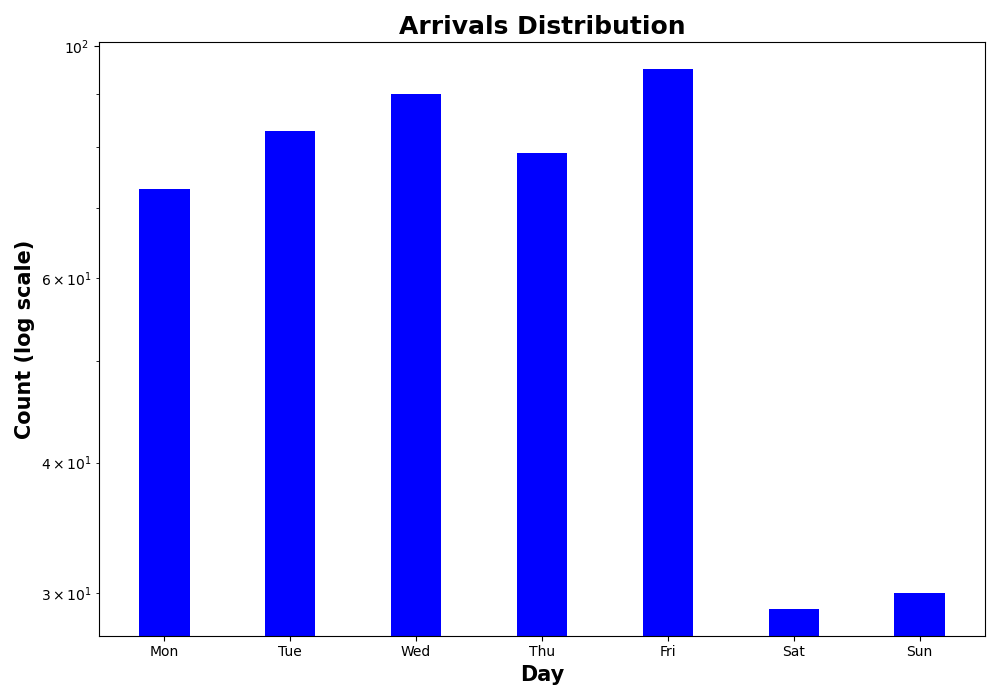 Arrivals Distribution
10²
6 × 10¹
4 × 10¹
3 × 10¹
Count (log scale)
Mon Tue Wed Thu Fri Sat Sun
Day